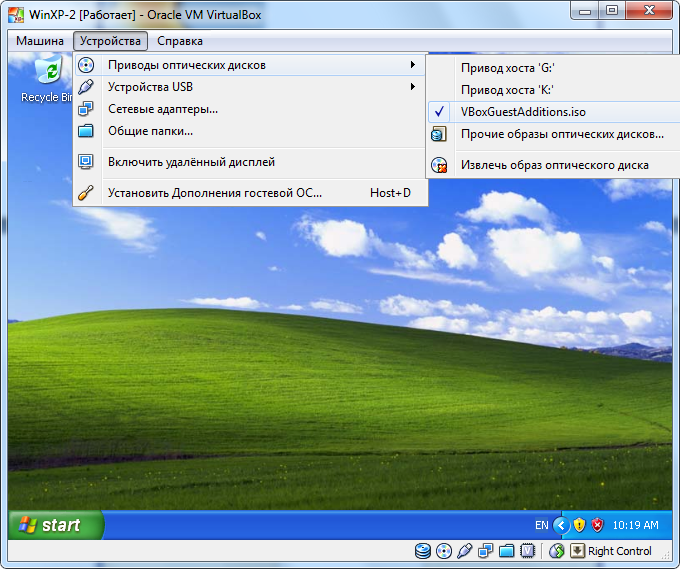 WinXP-2 [Работает] - Oracle VM VirtualBox
Машина Устройства Справка
Приводы оптических дисков
Устройства USB
Сетевые адаптеры...
Общие папки...
Включить удалённый дисплей
Установить Дополнения гостевой ОС... Host+D
Привод хоста 'G:'
Привод хоста 'K:'
VBoxGuestAdditions.iso
Прочие образы оптических дисков...
Извлечь образ оптического диска
Recycle Bin
start EN 10:19 AM
Right Control